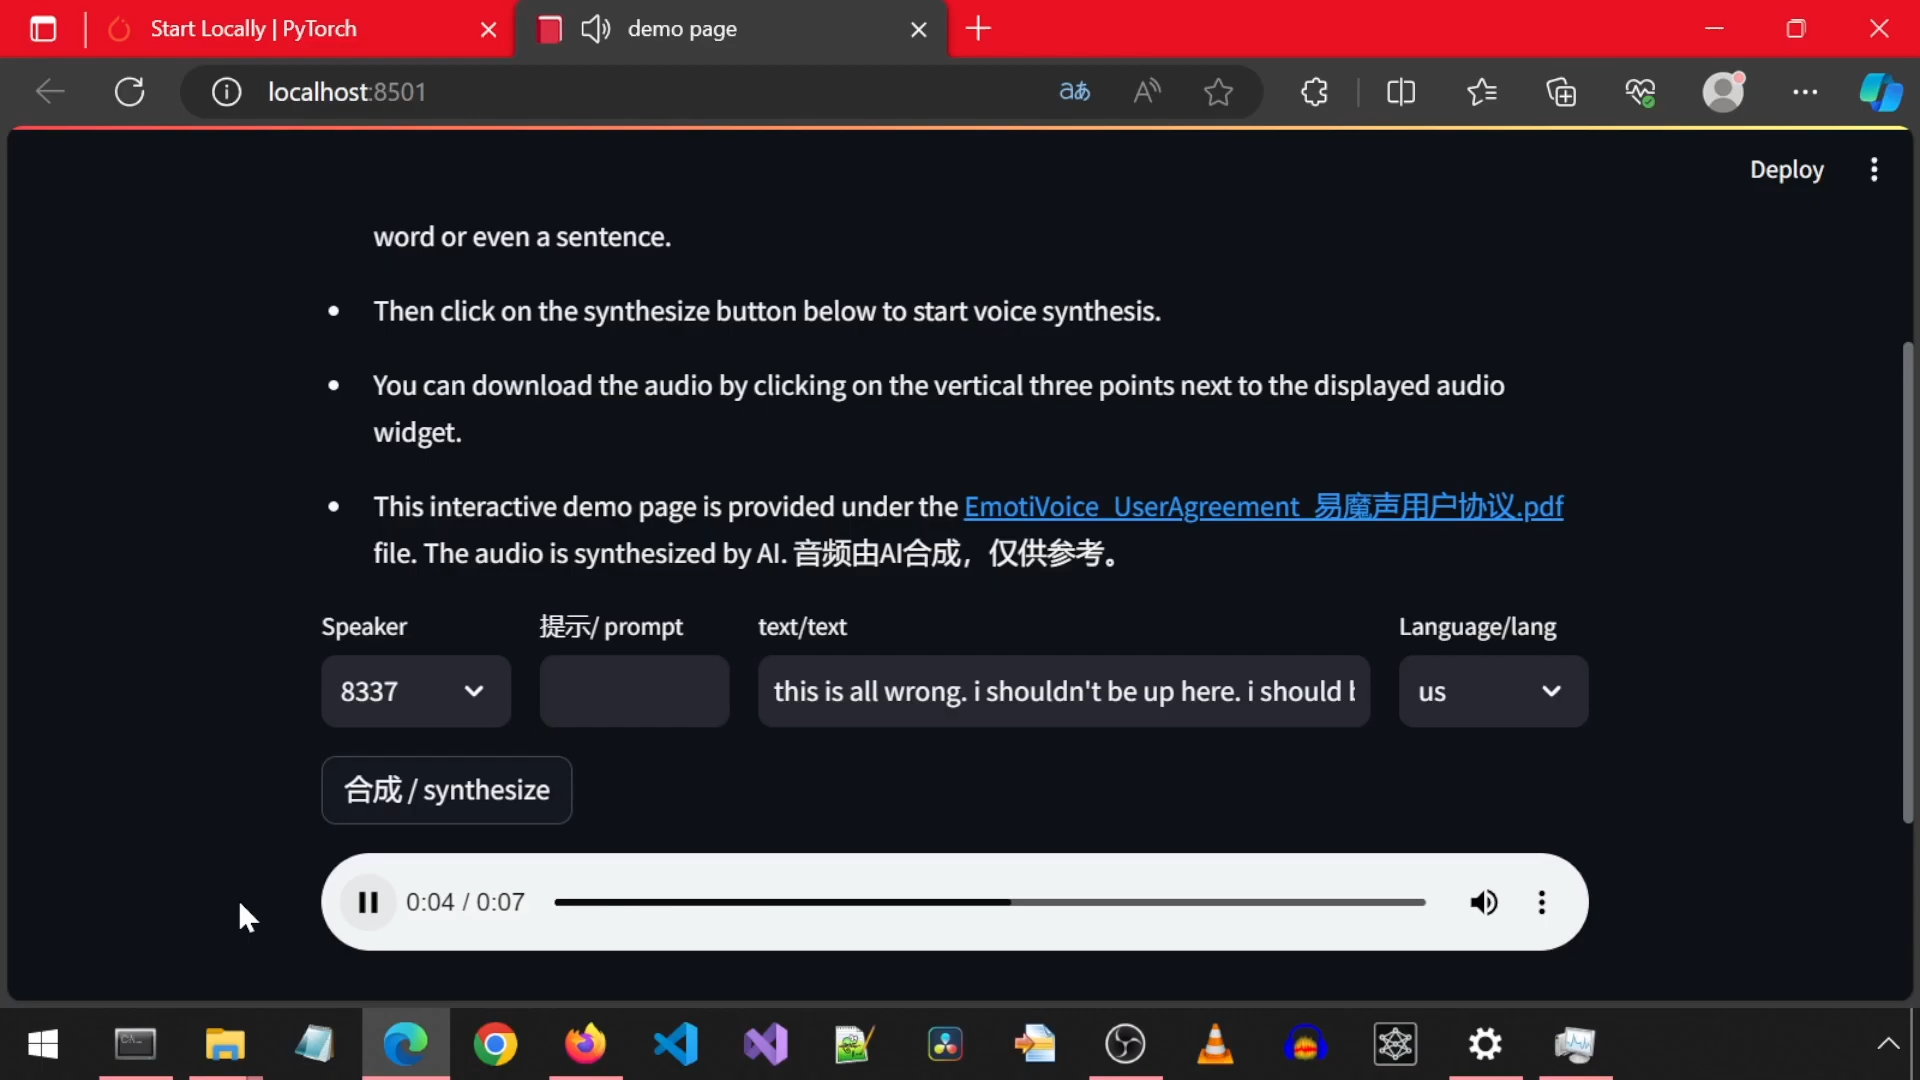 Start Locally | PyTorch
demo page
localhost:8501
Deploy
word or even a sentence.
Then click on the synthesize button below to start voice synthesis.
You can download the audio by clicking on the vertical three points next to the displayed audio
widget.
This interactive demo page is provided under the EmotiVoice_UserAgreement_易魔声用户协议.pdf
file. The audio is synthesized by AI. 音频由AI合成，仅供参考。
Speaker 提示/ prompt text/text Language/lang
8337 this is all wrong. i shouldn't be up here. i should us
合成 / synthesize
0:04 / 0:07